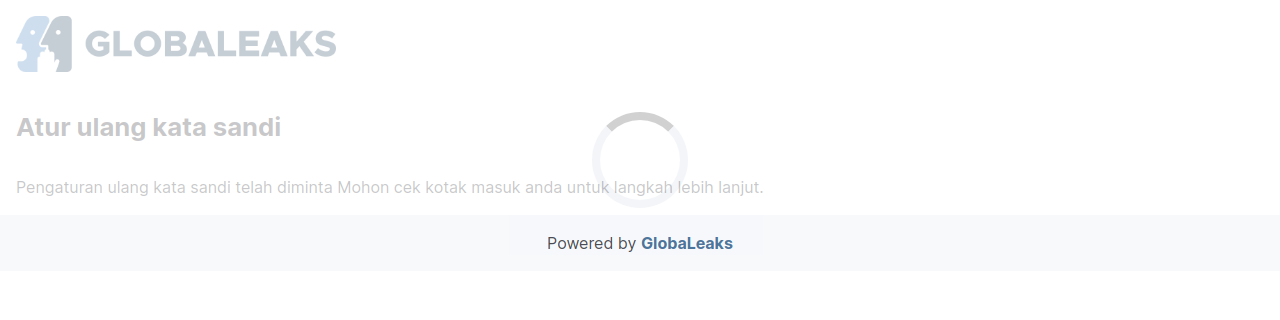 GLOBALEAKS
Atur ulang kata sandi
Pengaturan ulang kata sandi telah diminta Mohon cek kotak masuk anda untuk langkah lebih lanjut.
Powered by GlobaLeaks